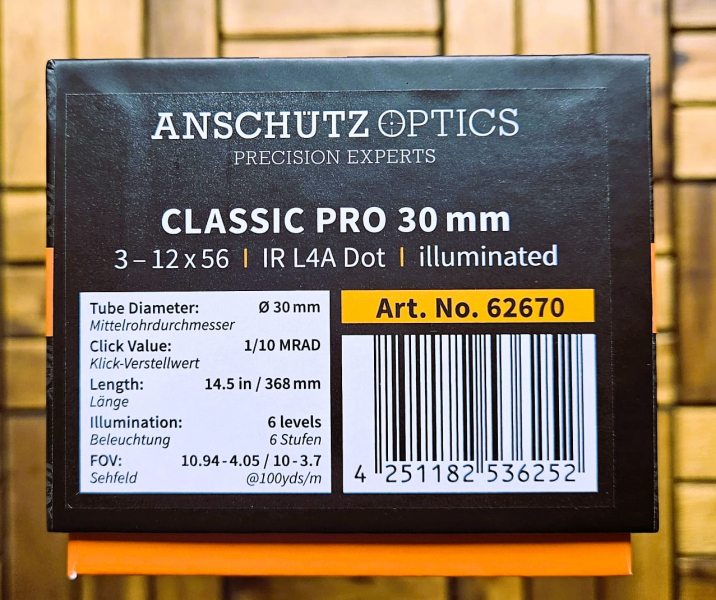 ANSCHÜTZ OPTICS
PRECISION EXPERTS
CLASSIC PRO 30 mm
3 – 12 x 56 | IR L4A Dot | illuminated
Tube Diameter: Ø 30 mm
Mittelrohrdurchmesser
Click Value: 1/10 MRAD
Klick-Verstellwert
Length: 14.5 in / 368 mm
Länge
Illumination: 6 levels
Beleuchtung 6 Stufen
FOV: 10.94 - 4.05 / 10 - 3.7
Sehfeld @100yds/m
Art. No. 62670
4 251182 536252